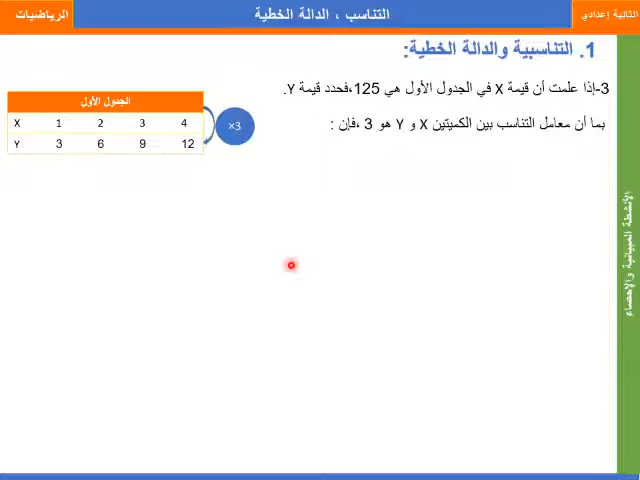 الثانية إعدادي
التناسب ، الدالة الخطية
الرياضيات
1. التناسبية والدالة الخطية:
3-إذا علمت أن قيمة X في الجدول الأول هي 125،فحدد قيمة Y.
بما أن معامل التناسب بين الكميتين X و Y هو 3 ،فإن :
الجدول الأول
X 1 2 3 4
Y 3 6 9 12
×3
الأنشطة المبيانية والإحصاء